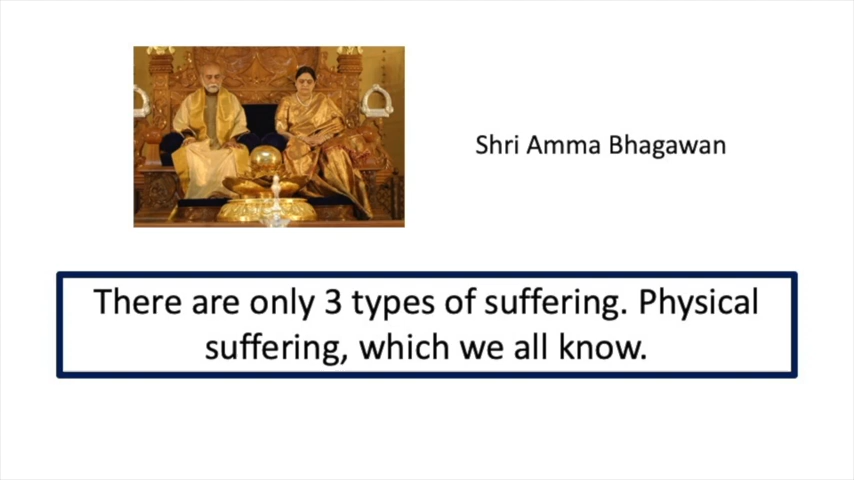 Shri Amma Bhagawan
There are only 3 types of suffering. Physical
suffering, which we all know.